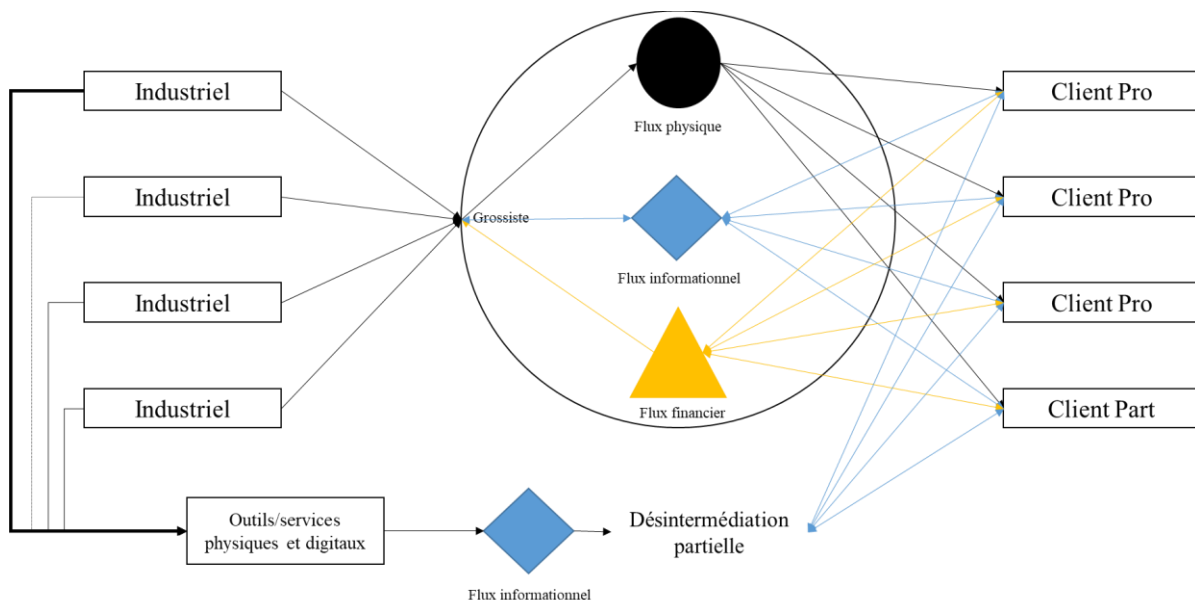 Industriel
Industriel
Industriel
Industriel
Grossiste
Flux physique
Flux informationnel
Flux financier
Client Pro
Client Pro
Client Pro
Client Part
Outils/services
physiques et digitaux
Flux informationnel
Désintermédiation
partielle